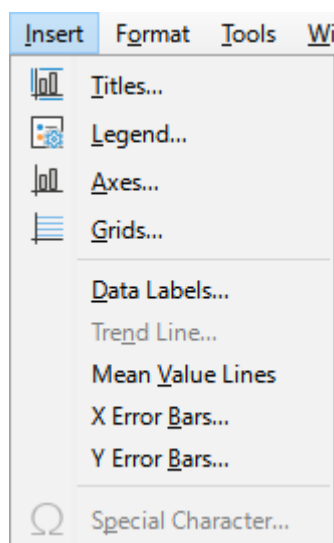 Insert Format Tools Wi
Titles...
Legend...
Axes...
Grids...
Data Labels...
Trend Line...
Mean Value Lines
X Error Bars...
Y Error Bars...
Special Character...